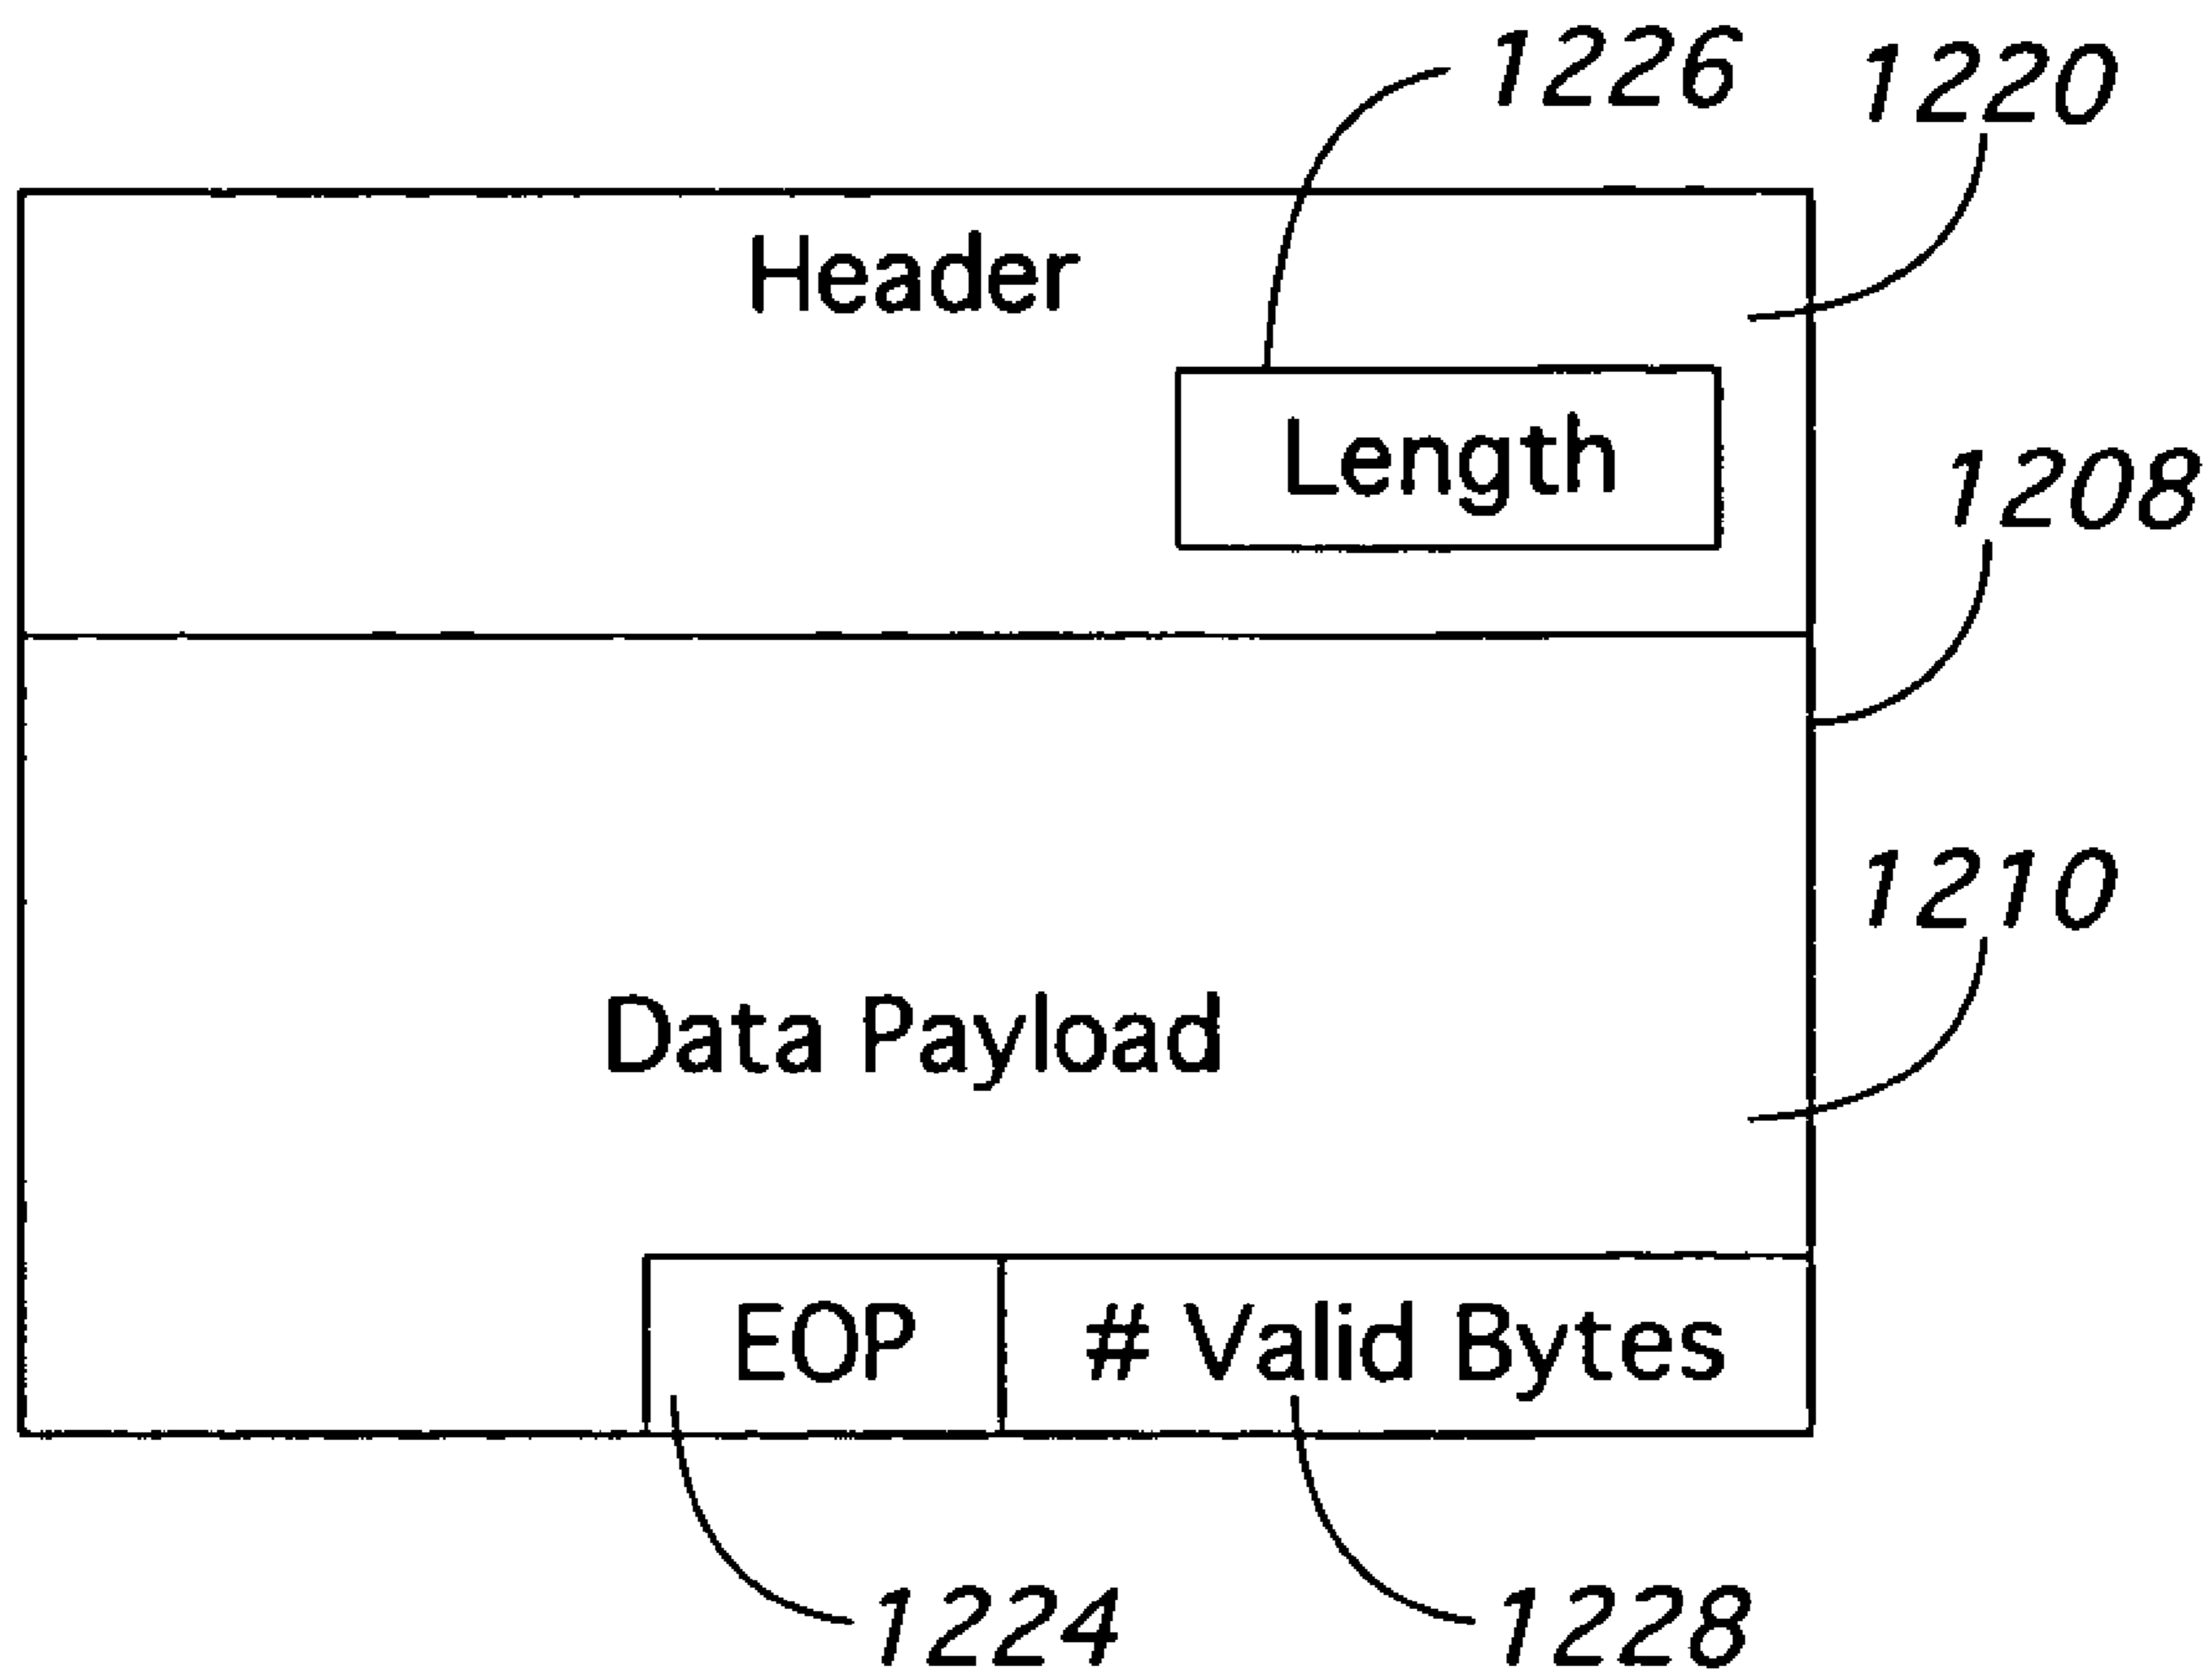 1226
1220
Header
Length
1208
1210
Data Payload
EOP
# Valid Bytes
1224
1228